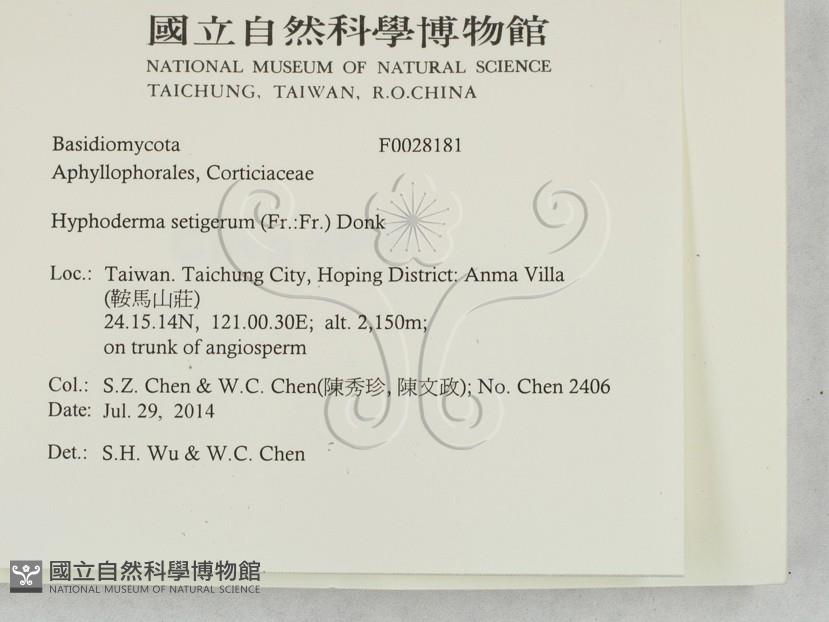 國立自然科學博物館
NATIONAL MUSEUM OF NATURAL SCIENCE
TAICHUNG, TAIWAN, R.O.CHINA
Basidiomycota F0028181
Aphyllophorales, Corticiaceae
Hyphoderma setigerum (Fr.:Fr.) Donk
Loc.: Taiwan. Taichung City, Hoping District: Anma Villa
(鞍馬山莊)
24.15.14N, 121.00.30E; alt. 2,150m;
on trunk of angiosperm
Col.: S.Z. Chen & W.C. Chen(陳秀珍, 陳文政); No. Chen 2406
Date: Jul. 29, 2014
Det.: S.H. Wu & W.C. Chen
國立自然科學博物館
NATIONAL MUSEUM OF NATURAL SCIENCE